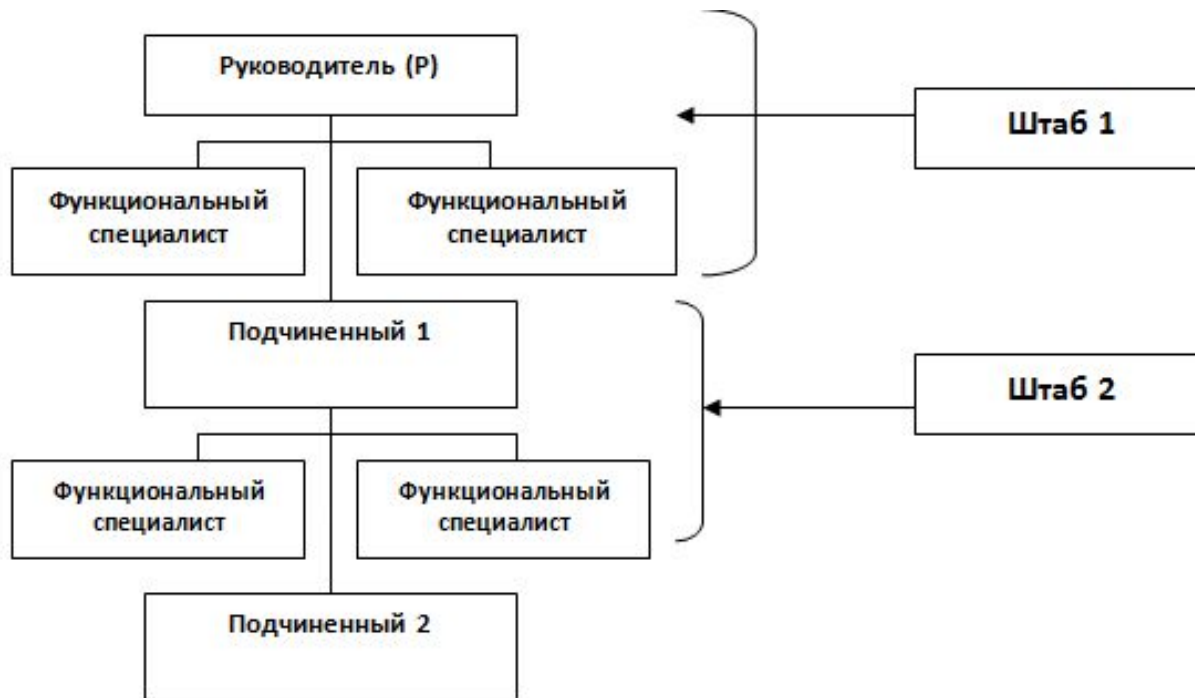 Руководитель (Р)
Штаб 1
Функциональный
специалист
Функциональный
специалист
Подчиненный 1
Штаб 2
Функциональный
специалист
Функциональный
специалист
Подчиненный 2